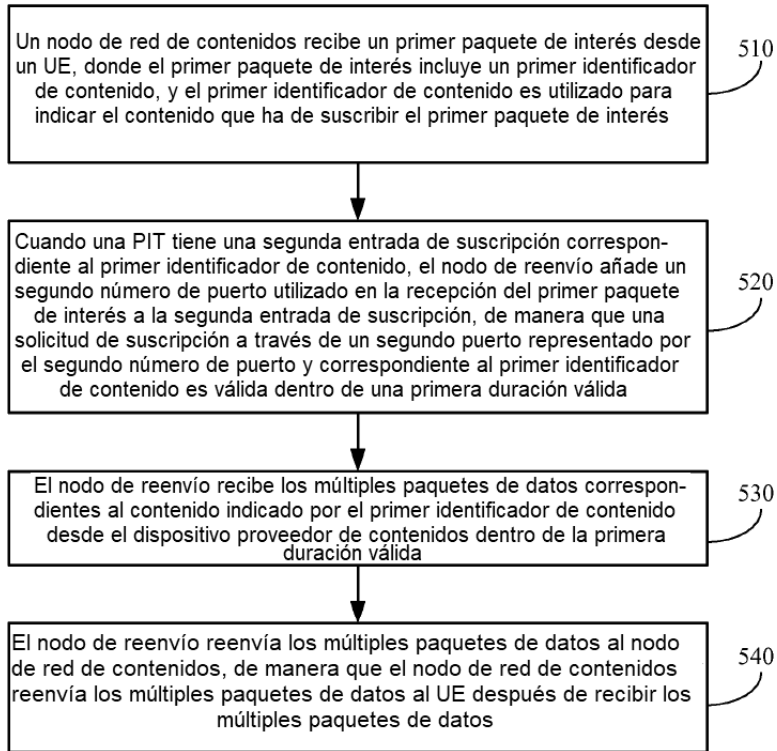 Un nodo de red de contenidos recibe un primer paquete de interés desde
un UE, donde el primer paquete de interés incluye un primer identificador
de contenido, y el primer identificador de contenido es utilizado para
indicar el contenido que ha de suscribir el primer paquete de interés
510
Cuando una PIT tiene una segunda entrada de suscripción correspon-
diente al primer identificador de contenido, el nodo de reenvío añade un
segundo número de puerto utilizado en la recepción del primer paquete
de interés a la segunda entrada de suscripción, de manera que una
solicitud de suscripción a través de un segundo puerto representado por
el segundo número de puerto y correspondiente al primer identificador
de contenido es válida dentro de una primera duración válida
520
El nodo de reenvío recibe los múltiples paquetes de datos correspon-
dientes al contenido indicado por el primer identificador de contenido
desde el dispositivo proveedor de contenidos dentro de la primera
duración válida
530
El nodo de reenvío reenvía los múltiples paquetes de datos al nodo
de red de contenidos, de manera que el nodo de red de contenidos
reenvía los múltiples paquetes de datos al UE después de recibir los
múltiples paquetes de datos
540